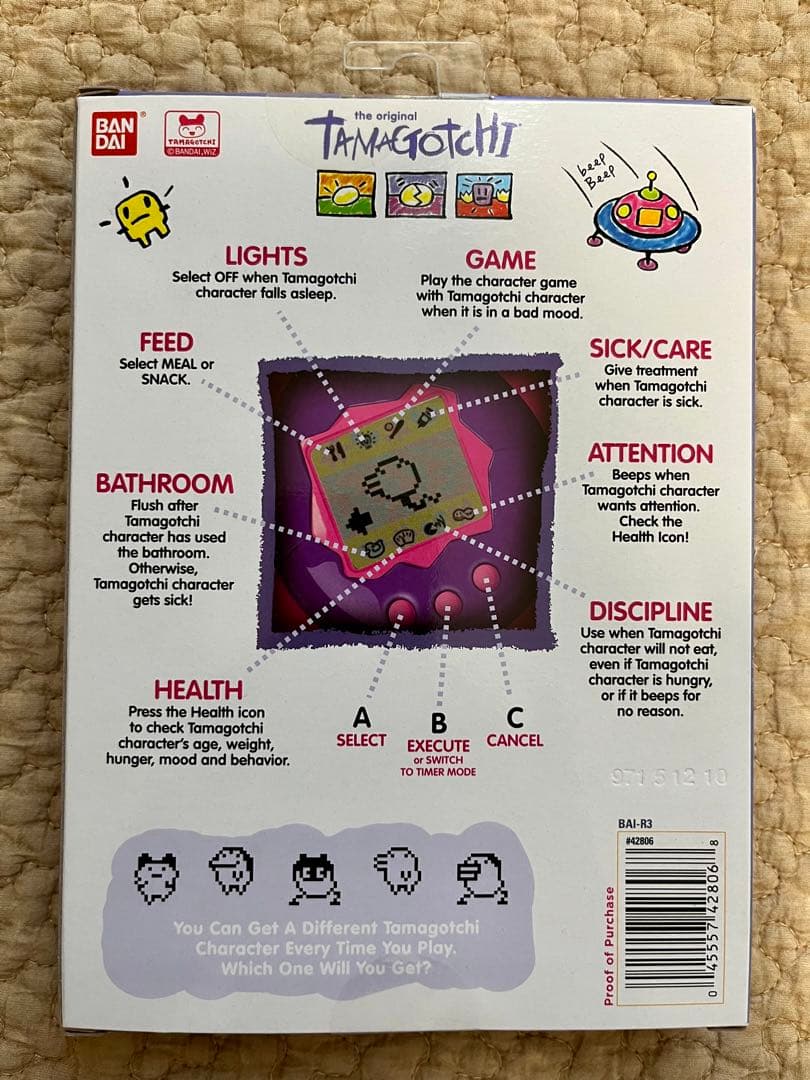 BAN
DAI
®
TAMAGOTCHI
© BANDAI, WIZ
the original
TAMAGOTCHI
beep
Beep
LIGHTS
Select OFF when Tamagotchi
character falls asleep.
GAME
Play the character game
with Tamagotchi character
when it is in a bad mood.
FEED
Select MEAL or
SNACK.
SICK/CARE
Give treatment
when Tamagotchi
character is sick.
BATHROOM
Flush after
Tamagotchi
character has used
the bathroom.
Otherwise,
Tamagotchi character
gets sick!
ATTENTION
Beeps when
Tamagotchi character
wants attention.
Check the
Health Icon!
DISCIPLINE
Use when Tamagotchi
character will not eat,
even if Tamagotchi
character is hungry,
or if it beeps for
no reason.
HEALTH
Press the Health icon
to check Tamagotchi
character's age, weight,
hunger, mood and behavior.
A
SELECT
B
EXECUTE
or SWITCH
TO TIMER MODE
C
CANCEL
971 5 12 10
BAI-R3
#42806
Proof of Purchase
0 45557 42806 8
You Can Get A Different Tamagotchi
Character Every Time You Play.
Which One Will You Get?